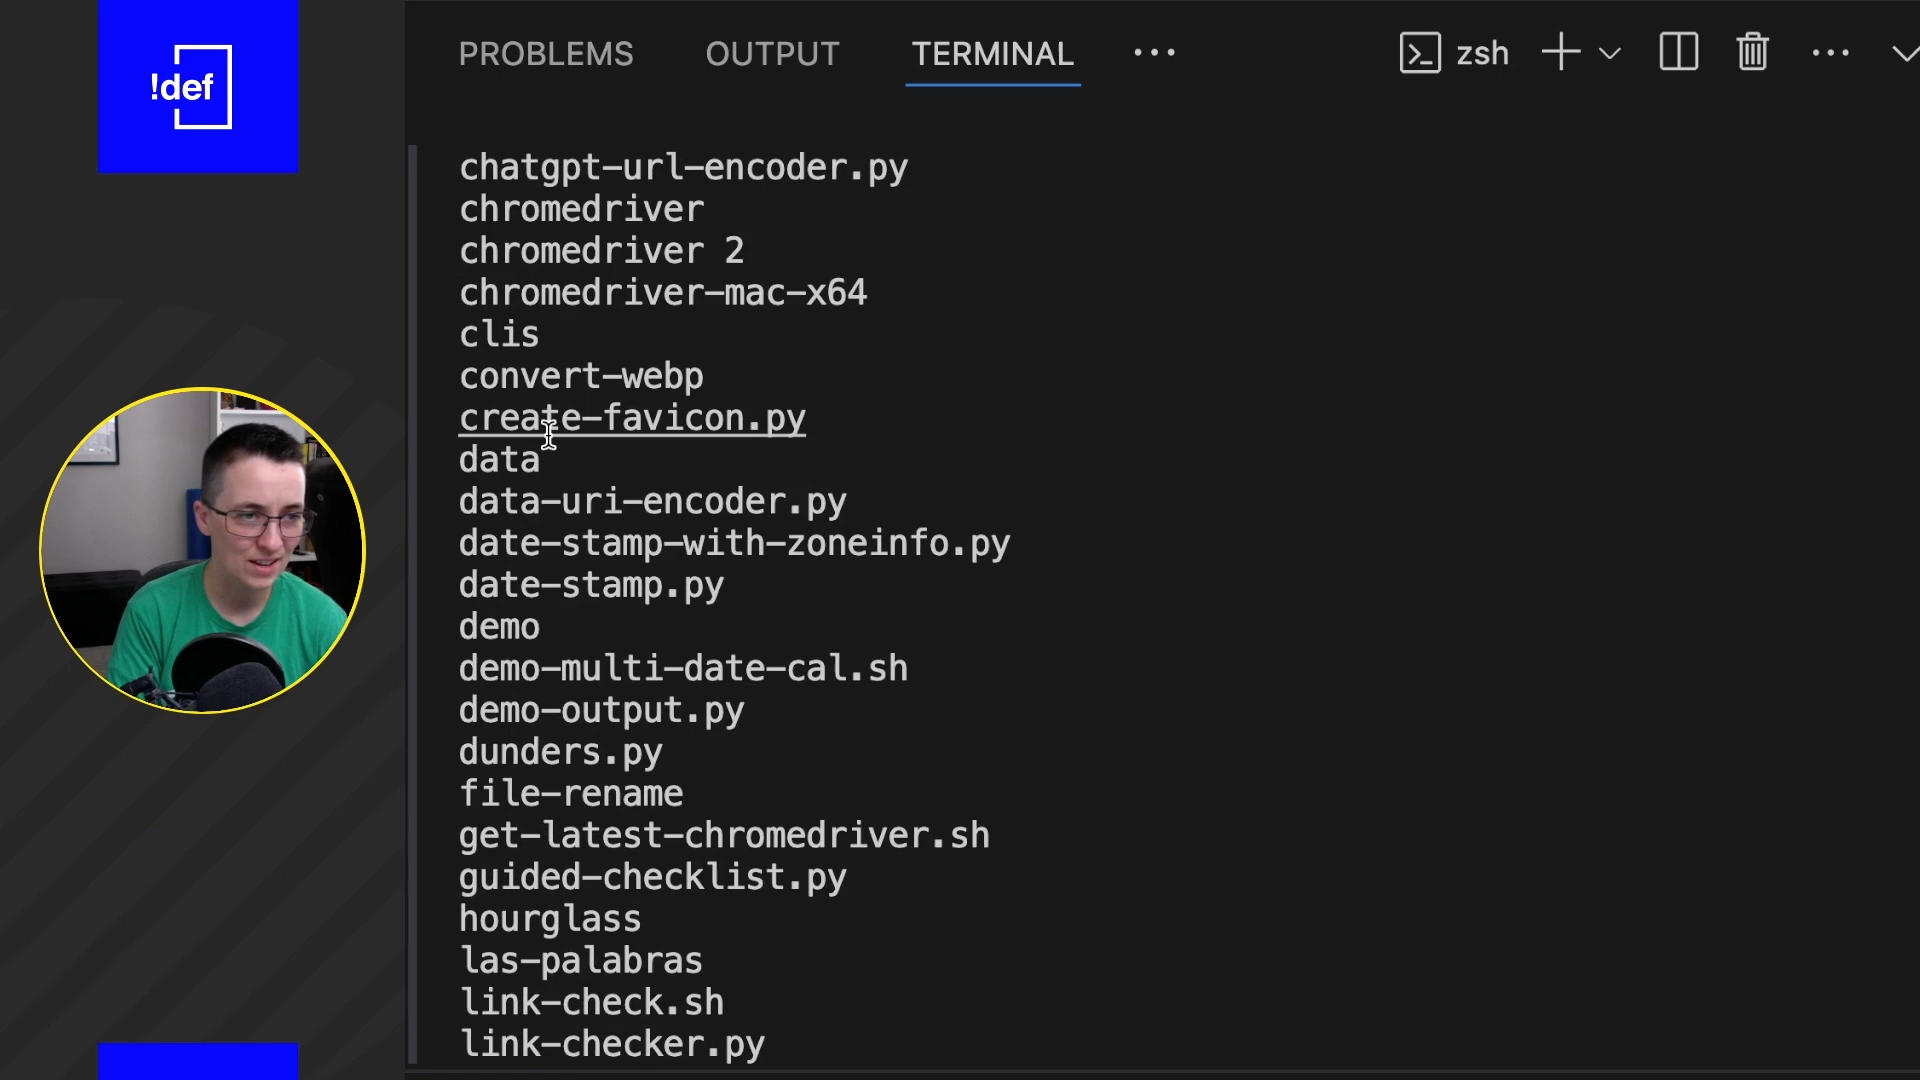 !def
PROBLEMS OUTPUT TERMINAL ... zsh
chatgpt-url-encoder.py
chromedriver
chromedriver 2
chromedriver-mac-x64
clis
convert-webp
create-favicon.py
data
data-uri-encoder.py
date-stamp-with-zoneinfo.py
date-stamp.py
demo
demo-multi-date-cal.sh
demo-output.py
dunders.py
file-rename
get-latest-chromedriver.sh
guided-checklist.py
hourglass
las-palabras
link-check.sh
link-checker.py